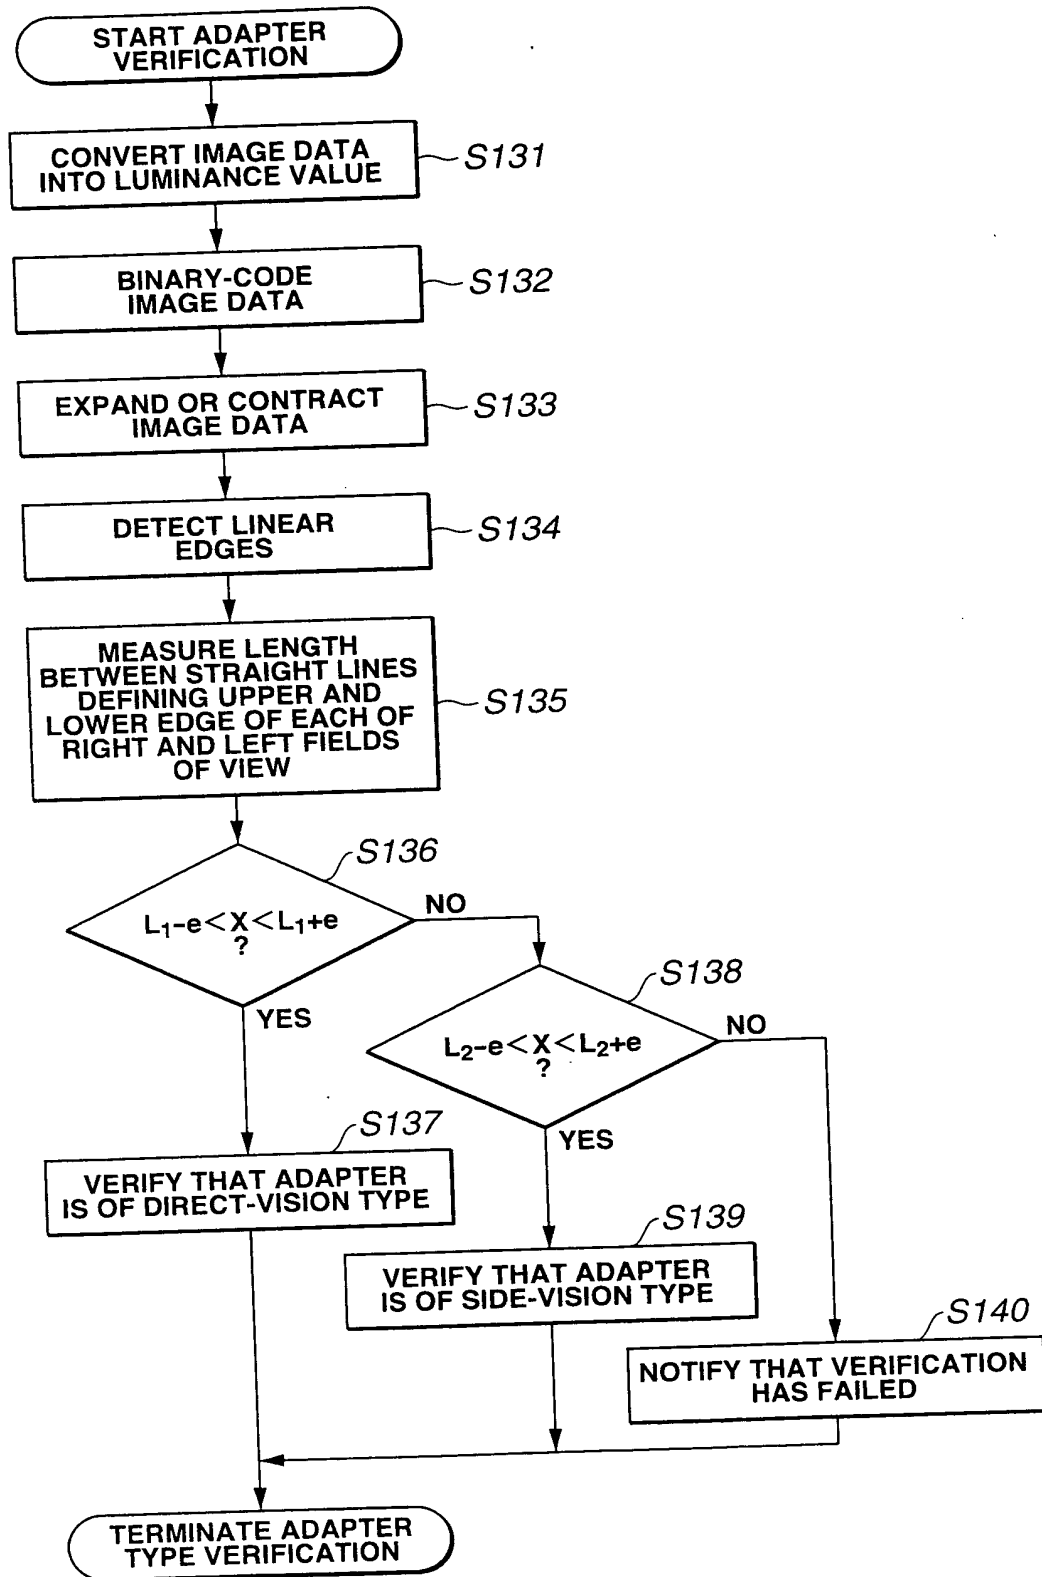 START ADAPTER
VERIFICATION
CONVERT IMAGE DATA
INTO LUMINANCE VALUE
S131
BINARY-CODE
IMAGE DATA
S132
EXPAND OR CONTRACT
IMAGE DATA
S133
DETECT LINEAR
EDGES
S134
MEASURE LENGTH
BETWEEN STRAIGHT LINES
DEFINING UPPER AND
LOWER EDGE OF EACH OF
RIGHT AND LEFT FIELDS
OF VIEW
S135
S136
L1-e<X<L1+e
?
NO
YES
S138
L2-e<X<L2+e
?
NO
YES
S137
VERIFY THAT ADAPTER
IS OF DIRECT-VISION TYPE
S139
VERIFY THAT ADAPTER
IS OF SIDE-VISION TYPE
S140
NOTIFY THAT VERIFICATION
HAS FAILED
TERMINATE ADAPTER
TYPE VERIFICATION